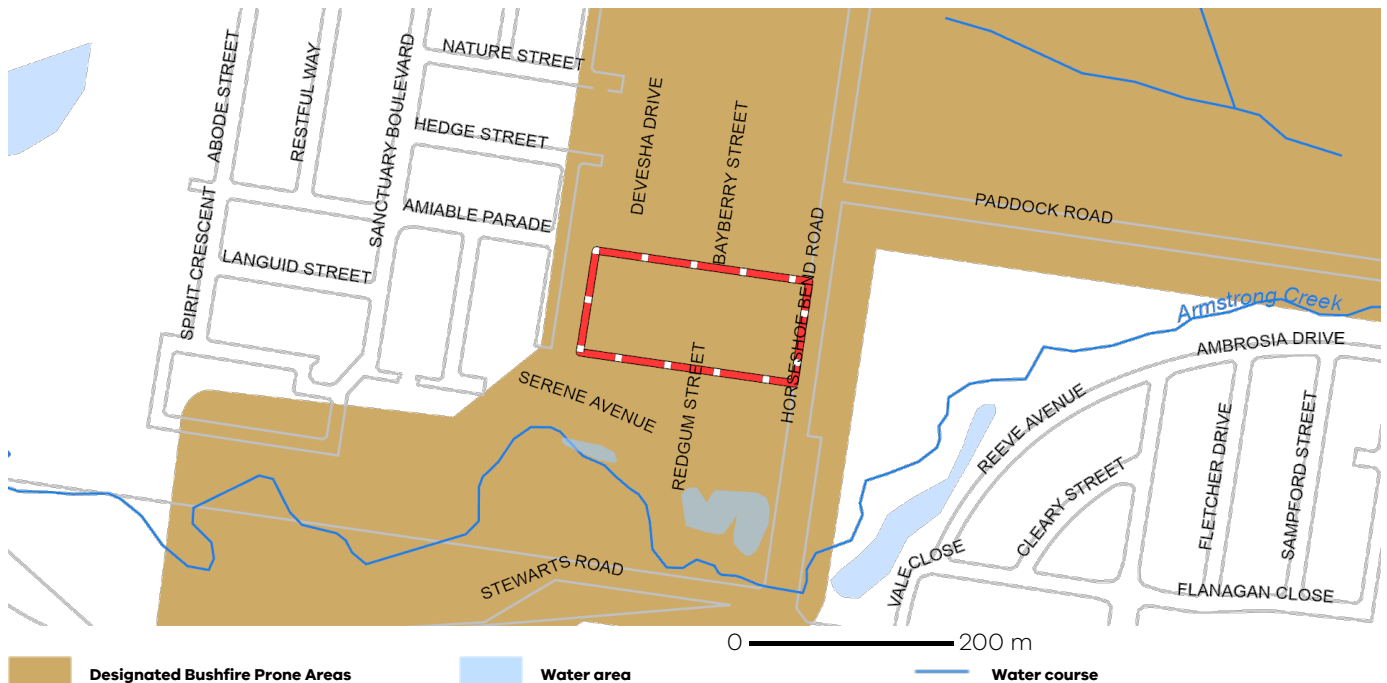 NATURE STREET
ABODE STREET
RESTFUL WAY
SANCTUARY BOULEVARD
HEDGE STREET
DEVESHA DRIVE
BAYBERRY STREET
SPIRIT CRESCENT
AMIABLE PARADE
PADDOCK ROAD
LANGUID STREET
HORSESHOE BEND ROAD
Armstrong Creek
AMBROSIA DRIVE
SERENE AVENUE
REDGUM STREET
REEVE AVENUE
FLETCHER DRIVE
SAMPFORD STREET
CLEARY STREET
STEWARTS ROAD
VALE CLOSE
FLANAGAN CLOSE
0 200 m
Designated Bushfire Prone Areas Water area Water course